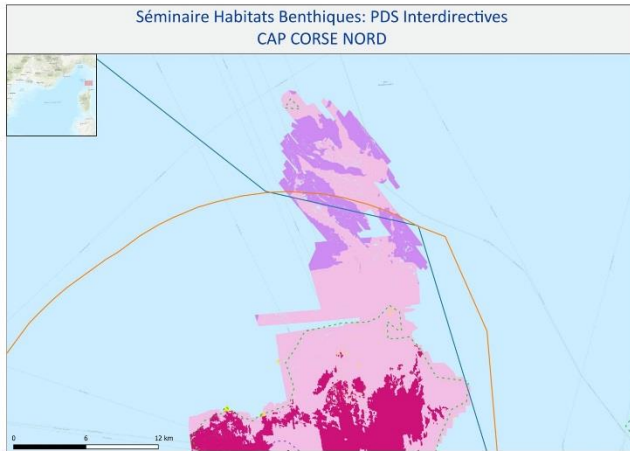 Séminaire Habitats Benthiques: PDS Interdirectives
CAP CORSE NORD
0 6 12 km